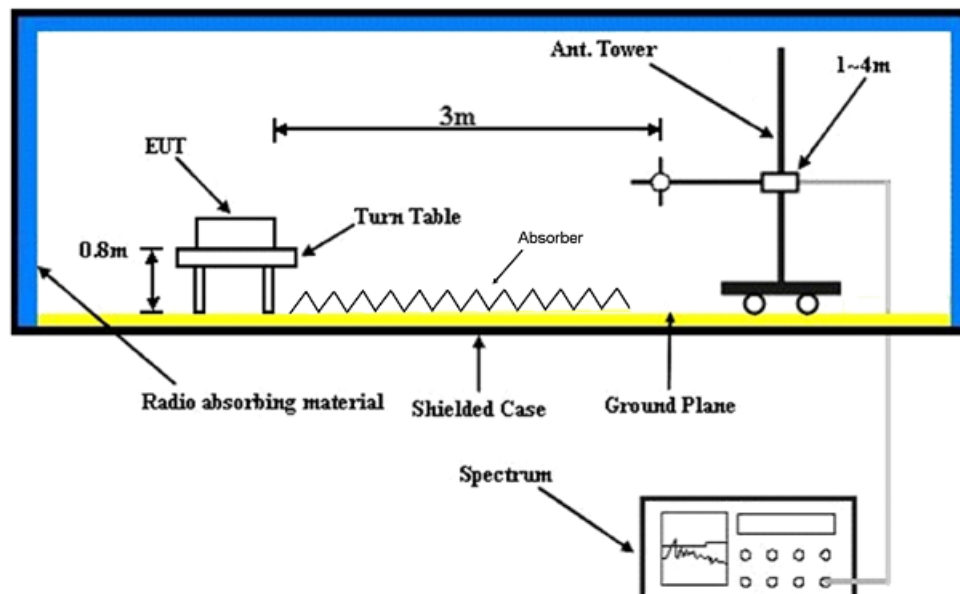 Ant. Tower
1~4m
3m
EUT
Turn Table
0.8m
Absorber
Radio absorbing material
Shielded Case
Ground Plane
Spectrum